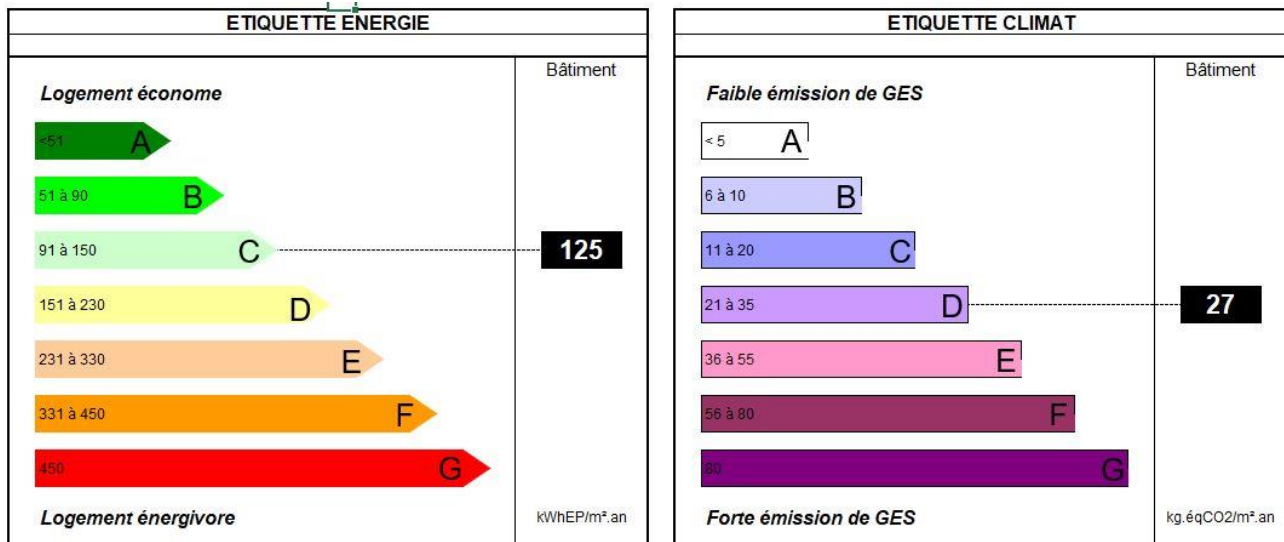 ETIQUETTE ENERGIE
Bâtiment
Logement économe
<51 A
51 à 90 B
91 à 150 C
125
151 à 230 D
231 à 330 E
331 à 450 F
450 G
Logement énergivore
kWhEP/m².an
ETIQUETTE CLIMAT
Bâtiment
Faible émission de GES
< 5 A
6 à 10 B
11 à 20 C
21 à 35 D
27
36 à 55 E
56 à 80 F
80 G
Forte émission de GES
kg.éqCO2/m².an